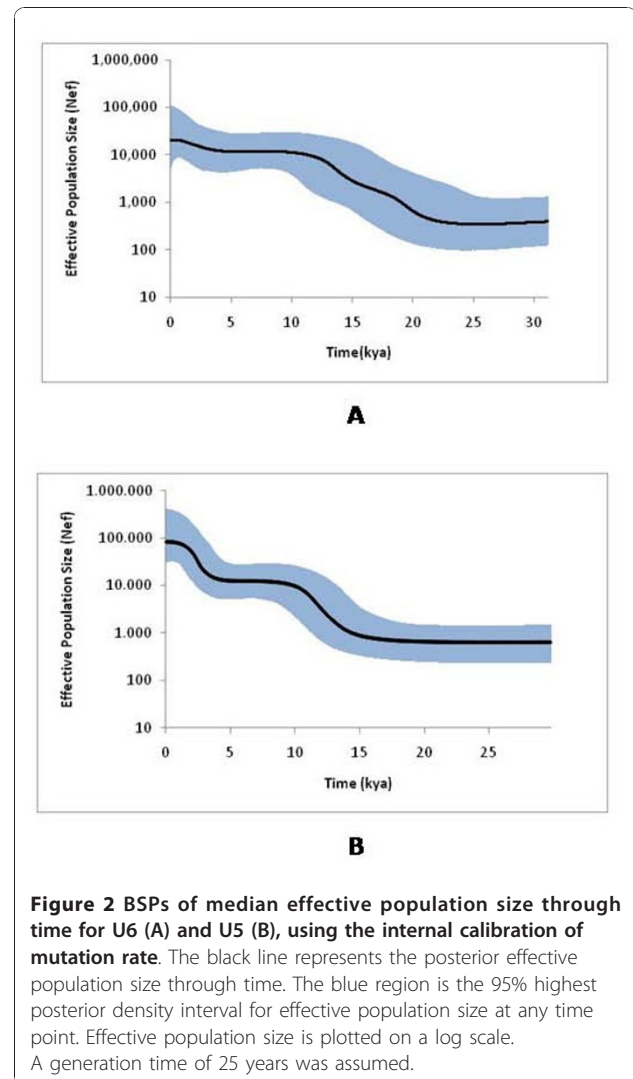 1,000,000
100,000
10,000
1,000
100
10
Effective Population Size (Nef)
0 5 10 15 20 25 30
Time(kya)
A
1.000.000
100.000
10.000
1.000
100
10
Effective Population Size (Nef)
0 5 10 15 20 25
Time (kya)
B
Figure 2 BSPs of median effective population size through
time for U6 (A) and U5 (B), using the internal calibration of
mutation rate. The black line represents the posterior effective
population size through time. The blue region is the 95% highest
posterior density interval for effective population size at any time
point. Effective population size is plotted on a log scale.
A generation time of 25 years was assumed.